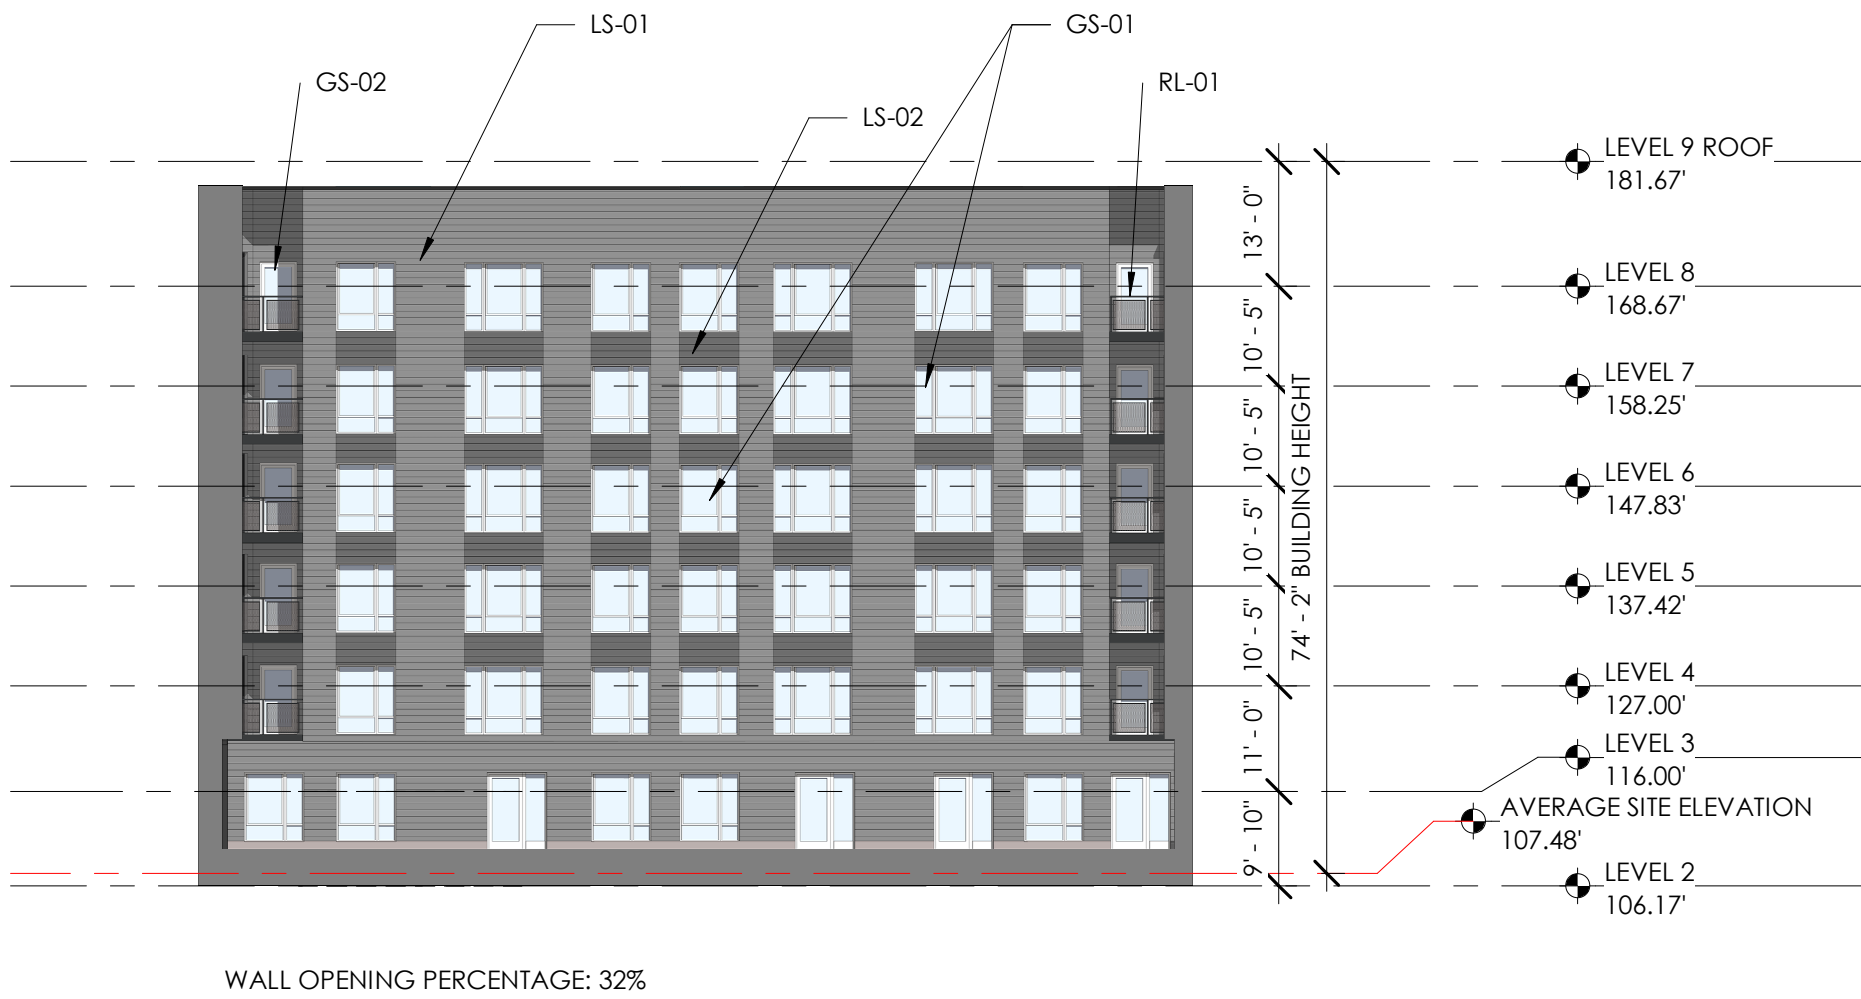 LS-01
GS-01
GS-02
RL-01
LS-02
LEVEL 9 ROOF
181.67'
13' - 0"
LEVEL 8
168.67'
10' - 5"
LEVEL 7
158.25'
10' - 5"
LEVEL 6
147.83'
10' - 5"
LEVEL 5
137.42'
10' - 5"
74' - 2" BUILDING HEIGHT
LEVEL 4
127.00'
11' - 0"
LEVEL 3
116.00'
AVERAGE SITE ELEVATION
107.48'
9' - 10"
LEVEL 2
106.17'
WALL OPENING PERCENTAGE: 32%